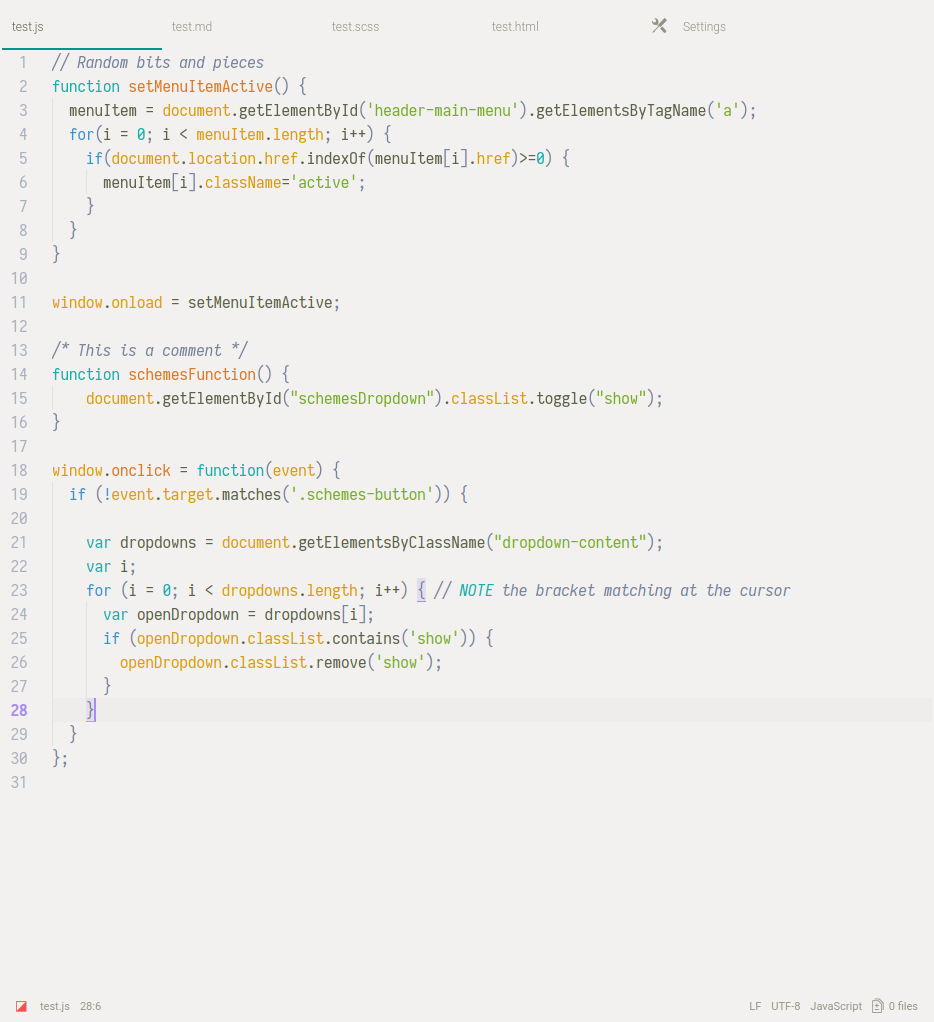 test.js test.md test.scss test.html Settings
1 // Random bits and pieces
2 function setMenuItemActive() {
3   menuItem = document.getElementById('header-main-menu').getElementsByTagName('a');
4   for(i = 0; i < menuItem.length; i++) {
5     if(document.location.href.indexOf(menuItem[i].href)>=0) {
6       menuItem[i].className='active';
7     }
8   }
9 }
10
11 window.onload = setMenuItemActive;
12
13 /* This is a comment */
14 function schemesFunction() {
15     document.getElementById("schemesDropdown").classList.toggle("show");
16 }
17
18 window.onclick = function(event) {
19   if (!event.target.matches('.schemes-button')) {
20
21     var dropdowns = document.getElementsByClassName("dropdown-content");
22     var i;
23     for (i = 0; i < dropdowns.length; i++) { // NOTE the bracket matchng at the cursor
24       var openDropdown = dropdowns[i];
25       if (openDropdown.classList.contains('show')) {
26         openDropdown.classList.remove('show');
27       }
28     }
29   }
30 };
31
test.js 28:6 LF UTF-8 JavaScript 0 files